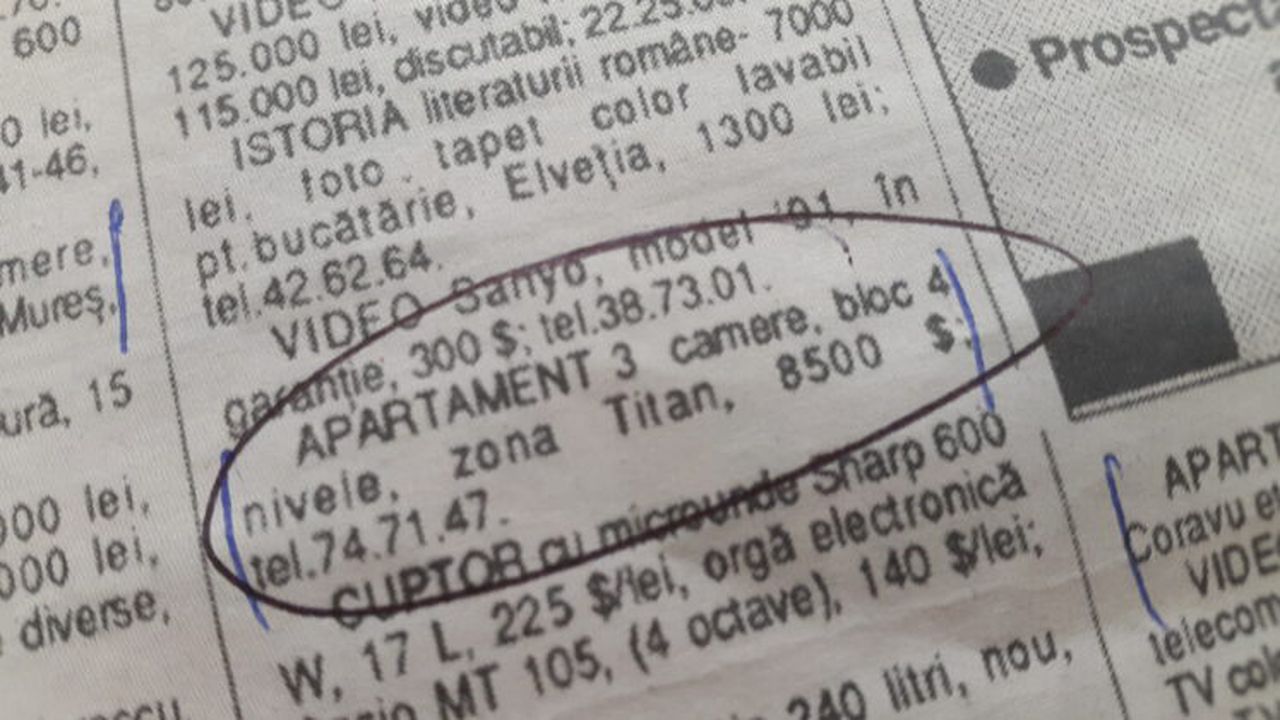 600
0 lei,
41-46,
mere,
Mureş,
ură, 15
000 lei,
000 lei,
diverse,
VIDEO
125.000 lei, video
115.000 lei, discutabil;
ISTORIA literaturii române- 7000
lei, foto tapet color lavabil
pt.bucătărie, Elveţia, 1300 lei;
tel.42.62.64.
VIDEO Sanyo, model '91, în
garanţie, 300 $; tel.38.73.01.
APARTAMENT 3 camere, bloc 4
nivele, zona Titan, 8500 $;
tel.74.71.47.
CUPTOR cu microunde Sharp 600
W, 17 L, 225 $/lei, orgă electronică
MT 105, (4 octave), 140 $/lei;
240 litri, nou,
● Prospect
APART
Coravu et
VIDE
telecom
TV col